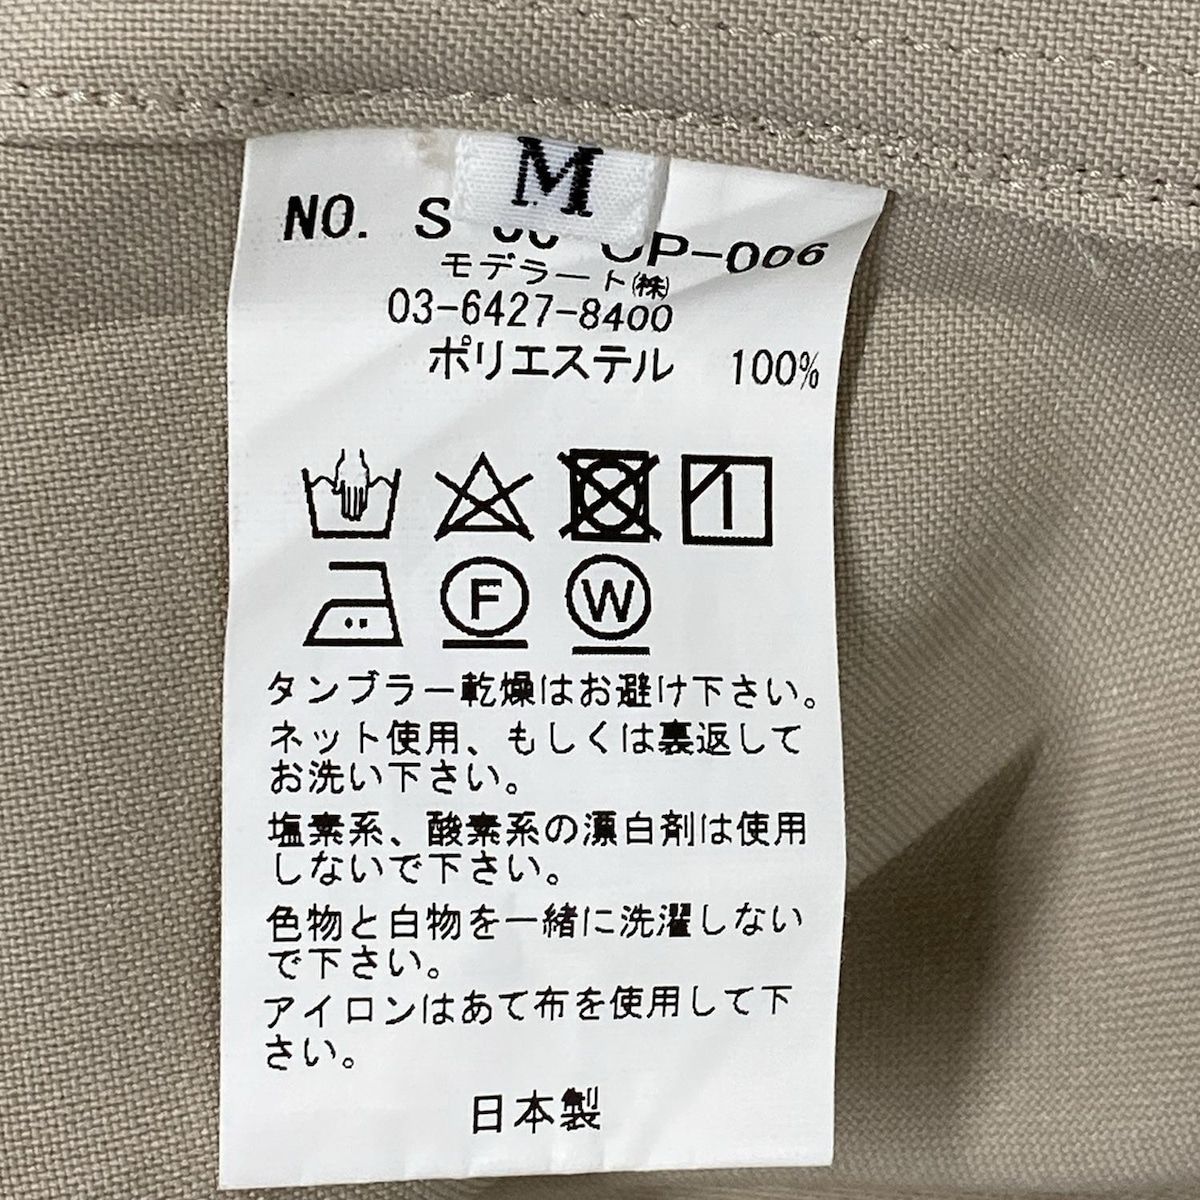 M
NO. S OP-006
モデラート㈱
03-6427-8400
ポリエステル 100%
F W
タンブラー乾燥はお避け下さい。
ネット使用、もしくは裏返して
お洗い下さい。
塩素系、酸素系の漂白剤は使用
しないで下さい。
色物と白物を一緒に洗濯しない
で下さい。
アイロンはあて布を使用して下
さい。
日本製